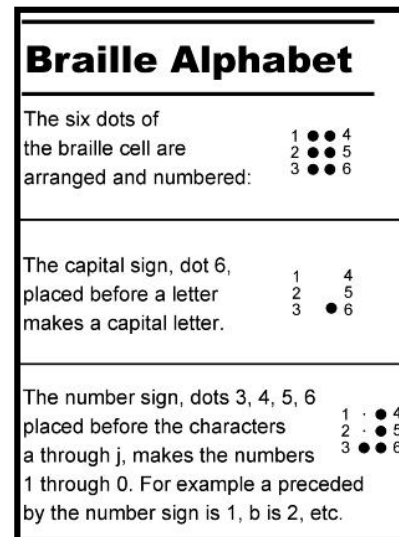 Braille Alphabet
The six dots of
the braille cell are
arranged and numbered:
1 4
2 5
3 6
The capital sign, dot 6,
placed before a letter
makes a capital letter.
1 4
2 5
3 6
The number sign, dots 3, 4, 5, 6
placed before the characters
a through j, makes the numbers
1 through 0. For example a preceded
by the number sign is 1, b is 2, etc.
1 4
2 5
3 6